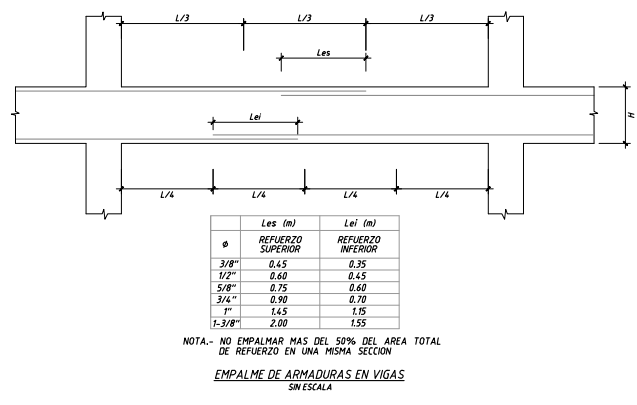 L/3 L/3 L/3
Les
Lei
H
L/4 L/4 L/4 L/4
Les (m) Lei (m)
Ø REFUERZO SUPERIOR REFUERZO INFERIOR
3/8" 0.45 0.35
1/2" 0.60 0.45
5/8" 0.75 0.60
3/4" 0.90 0.70
1" 1.45 1.15
1-3/8" 2.00 1.55
NOTA.- NO EMPALMAR MAS DEL 50% DEL AREA TOTAL
DE REFUERZO EN UNA MISMA SECCION
EMPALME DE ARMADURAS EN VIGAS
SIN ESCALA